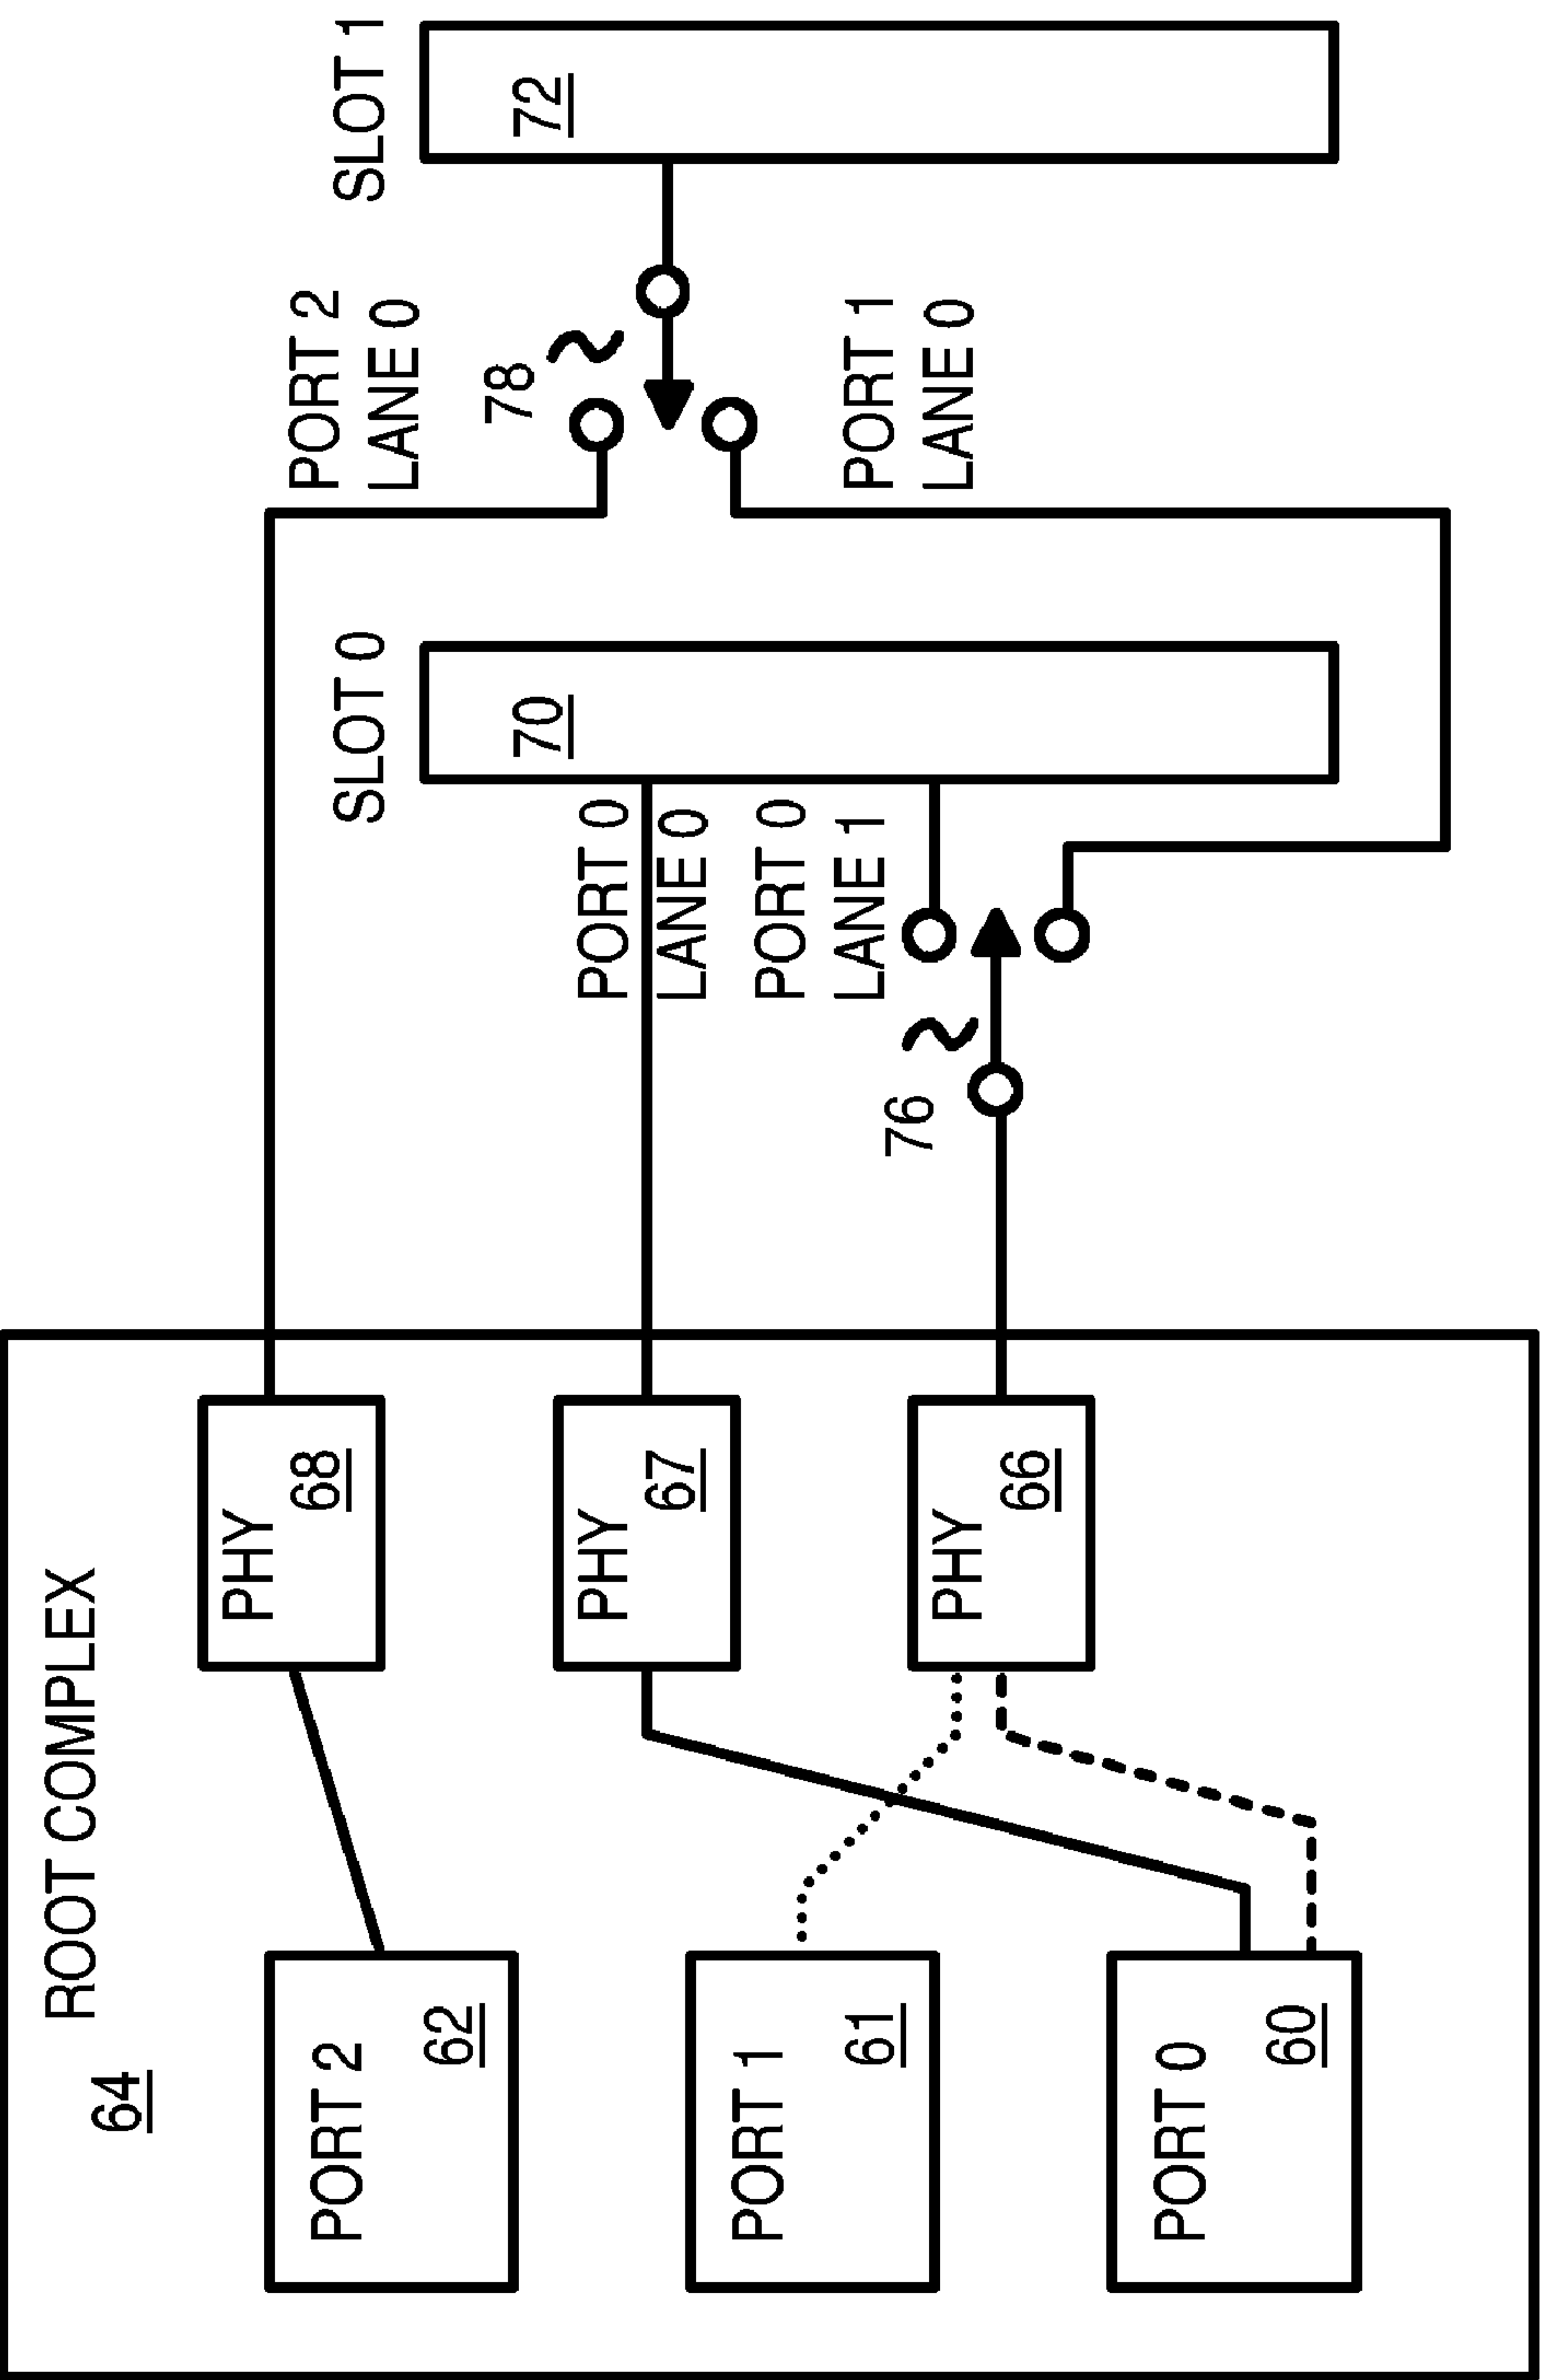 ROOT COMPLEX
64
PORT 2
62
PORT 1
61
PORT 0
60
PHY
68
PHY
67
PHY
66
76
PORT 0
LANE 0
PORT 0
LANE 1
SLOT 0
70
PORT 2
LANE 0
78
PORT 1
LANE 0
SLOT 1
72